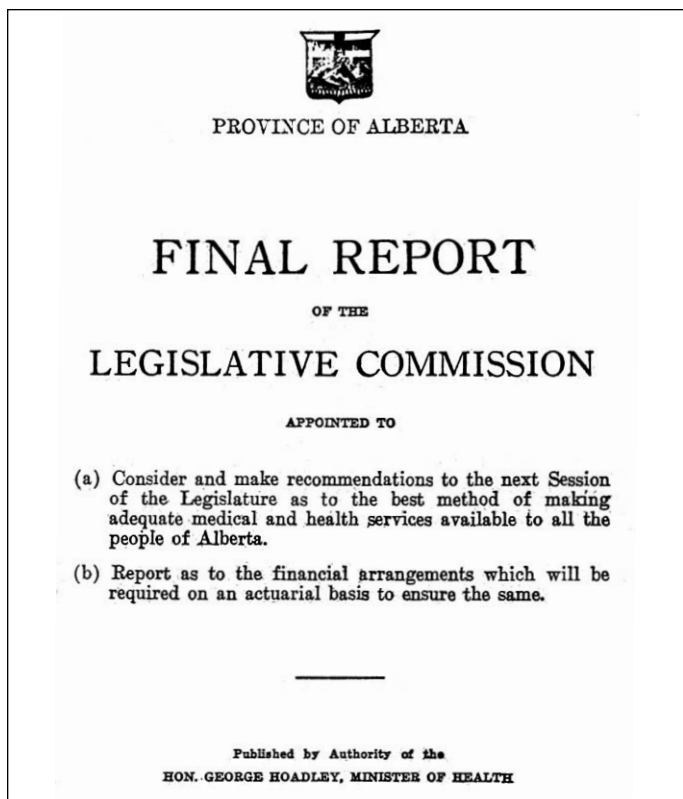 PROVINCE OF ALBERTA
FINAL REPORT
OF THE
LEGISLATIVE COMMISSION
APPOINTED TO
(a) Consider and make recommendations to the next Session
of the Legislature as to the best method of making
adequate medical and health services available to all the
people of Alberta.
(b) Report as to the financial arrangements which will be
required on an actuarial basis to ensure the same.
Published by Authority of the
HON. GEORGE HOADLEY, MINISTER OF HEALTH